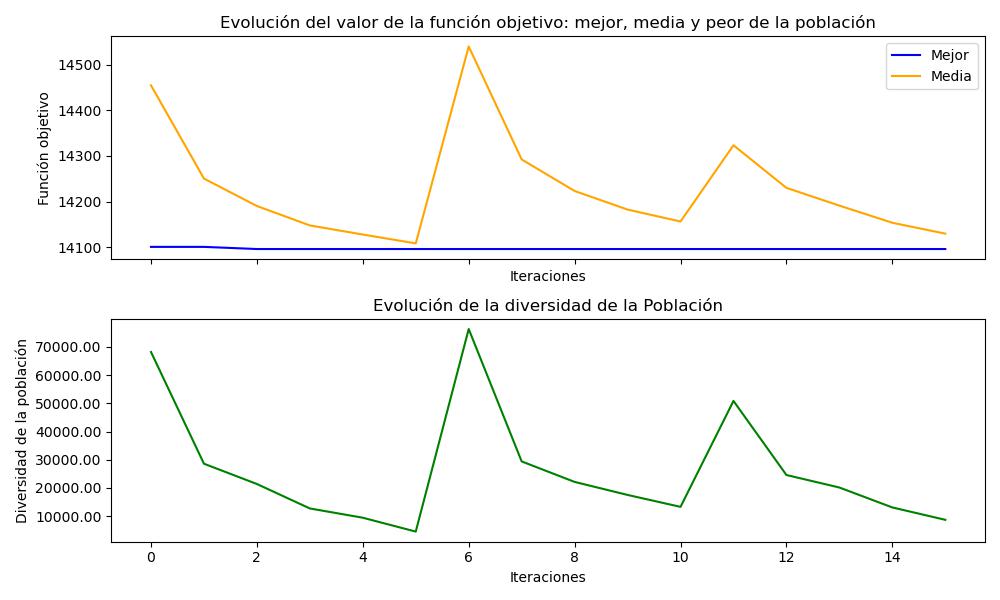 Evolución del valor de la función objetivo: mejor, media y peor de la población
Función objetivo
14500
14400
14300
14200
14100
Mejor
Media
Iteraciones
Evolución de la diversidad de la Población
Diversidad de la población
70000.00
60000.00
50000.00
40000.00
30000.00
20000.00
10000.00
0 2 4 6 8 10 12 14
Iteraciones